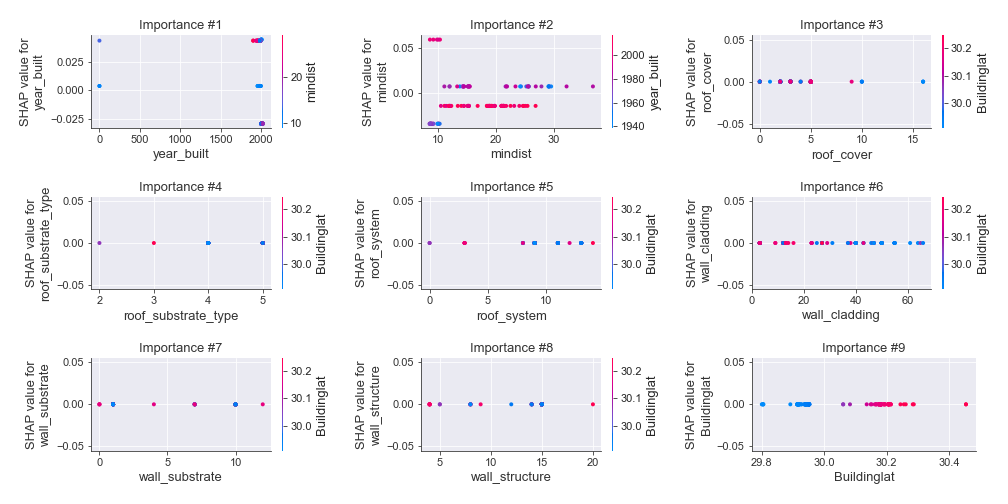 Importance #1
SHAP value for
year_built
0.025
0.000
−0.025
0
500
1000
1500
2000
year_built
20
10
mindist
Importance #2
SHAP value for
mindist
0.05
0.00
10
20
30
mindist
2000
1980
1960
1940
year_built
Importance #3
SHAP value for
roof_cover
0.05
0.00
−0.05
0
5
10
15
roof_cover
30.2
30.1
30.0
Buildinglat
Importance #4
SHAP value for
roof_substrate_type
0.05
0.00
−0.05
2
3
4
5
roof_substrate_type
30.2
30.1
30.0
Buildinglat
Importance #5
SHAP value for
roof_system
0.05
0.00
−0.05
0
5
10
roof_system
30.2
30.1
30.0
Buildinglat
Importance #6
SHAP value for
wall_cladding
0.05
0.00
−0.05
0
20
40
60
wall_cladding
30.2
30.1
30.0
Buildinglat
Importance #7
SHAP value for
wall_substrate
0.05
0.00
−0.05
0
5
10
wall_substrate
30.2
30.1
30.0
Buildinglat
Importance #8
SHAP value for
wall_structure
0.05
0.00
−0.05
5
10
15
20
wall_structure
30.2
30.1
30.0
Buildinglat
Importance #9
SHAP value for
Buildinglat
0.05
0.00
−0.05
29.8
30.0
30.2
30.4
Buildinglat